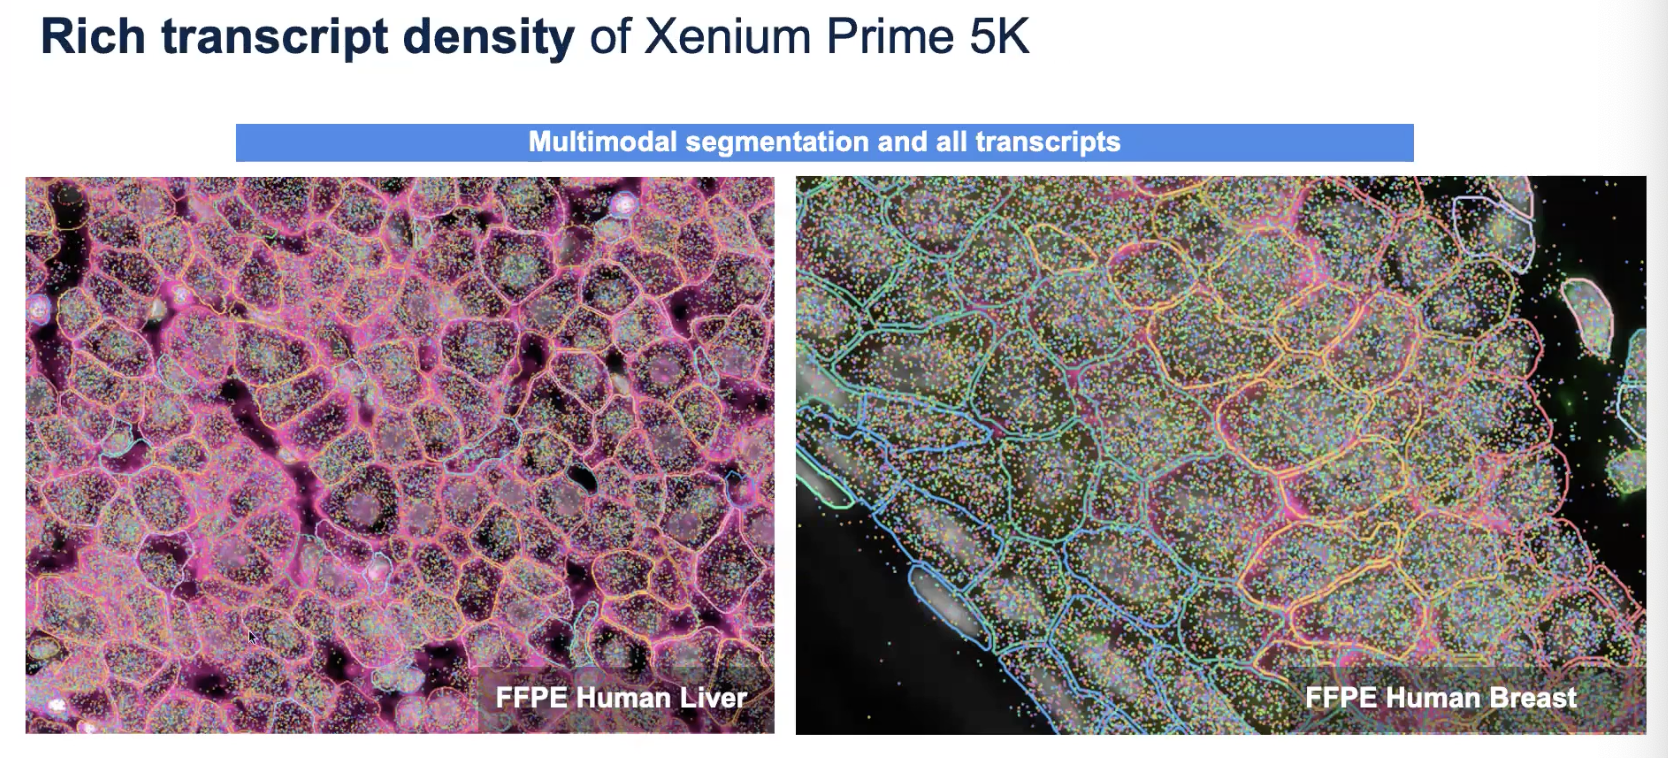 Rich transcript density of Xenium Prime 5K
Multimodal segmentation and all transcripts
FFPE Human Liver
FFPE Human Breast